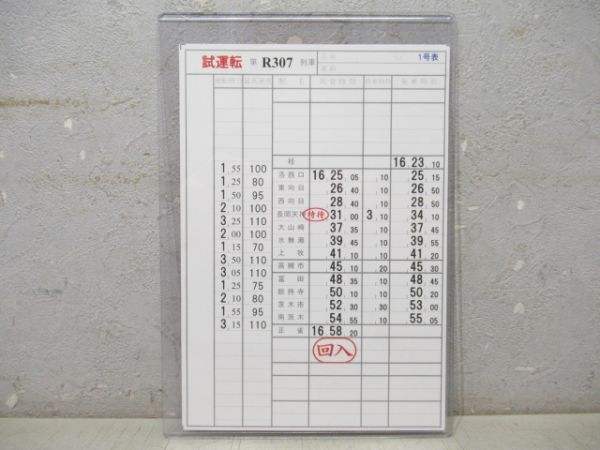 試運転 第 R307 列車 1号表
駅 名
桂 16 23 10
1 55 100 洛西口 16 25 05 10 25 15
1 25 80 東向日 26 40 10 26 50
1 50 95 西向日 28 40 10 28 50
2 10 100 長岡天神 待待 31 00 3 10 34 10
3 25 110 大山崎 37 35 10 37 45
2 00 100 水無瀬 39 45 10 39 55
1 15 70 上牧 41 10 10 41 20
3 50 110 高槻市 45 10 20 45 30
3 05 110 富田 48 35 10 48 45
1 25 75 総持寺 50 10 10 50 20
2 10 80 茨木市 52 30 30 53 00
1 55 95 南茨木 54 55 10 55 05
3 15 110 正雀 16 58 20
回入